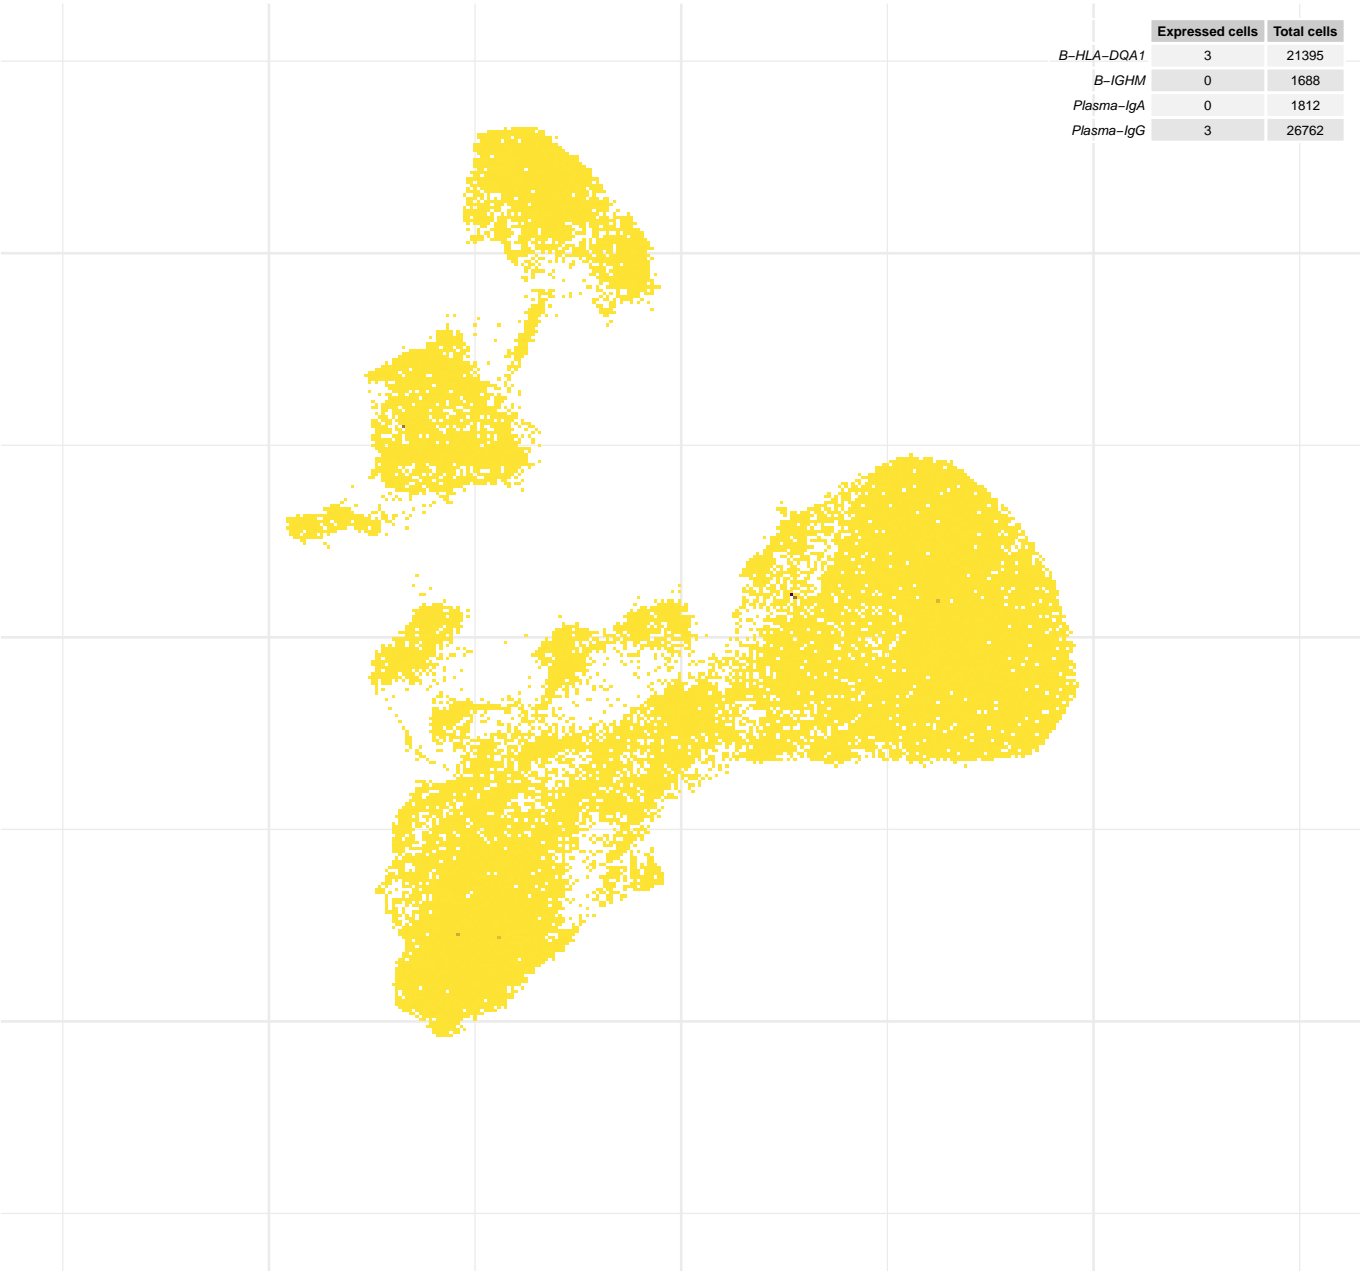 Expressed cells Total cells
B−HLA−DQA1 3 21395
B−IGHM 0 1688
Plasma−IgA 0 1812
Plasma−IgG 3 26762